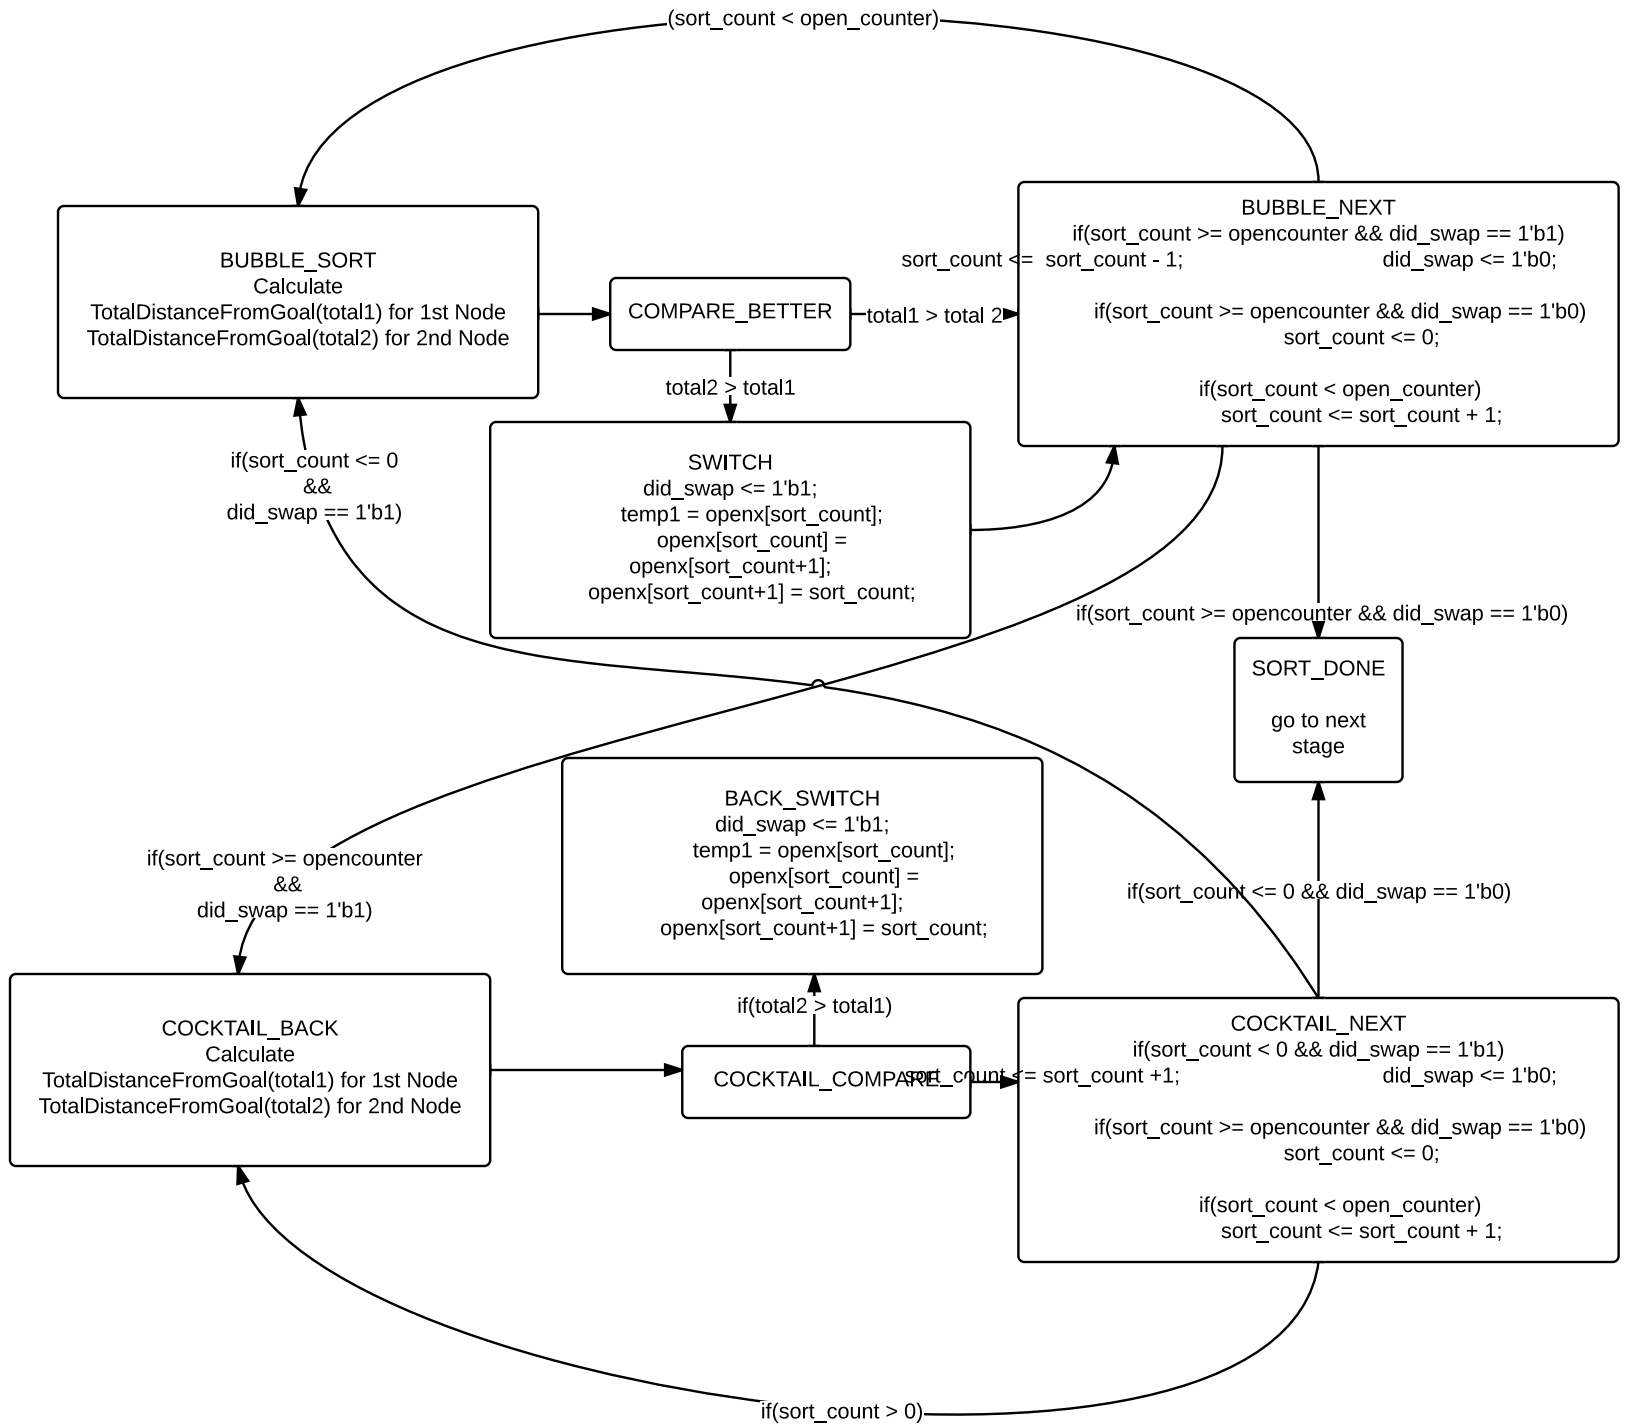 (sort_count < open_counter)
BUBBLE_SORT
Calculate
TotalDistanceFromGoal(total1) for 1st Node
TotalDistanceFromGoal(total2) for 2nd Node
COMPARE_BETTER
total1 > total 2
BUBBLE_NEXT
if(sort_count >= opencounter && did_swap == 1'b1)
sort_count <= sort_count - 1; did_swap <= 1'b0;
if(sort_count >= opencounter && did_swap == 1'b0)
sort_count <= 0;
if(sort_count < open_counter)
sort_count <= sort_count + 1;
total2 > total1
SWITCH
did_swap <= 1'b1;
temp1 = openx[sort_count];
openx[sort_count] =
openx[sort_count+1];
openx[sort_count+1] = sort_count;
if(sort_count <= 0
&&
did_swap == 1'b1)
if(sort_count >= opencounter && did_swap == 1'b0)
SORT_DONE
go to next
stage
BACK_SWITCH
did_swap <= 1'b1;
temp1 = openx[sort_count];
openx[sort_count] =
openx[sort_count+1];
openx[sort_count+1] = sort_count;
if(sort_count >= opencounter
&&
did_swap == 1'b1)
if(sort_count <= 0 && did_swap == 1'b0)
if(total2 > total1)
COCKTAIL_BACK
Calculate
TotalDistanceFromGoal(total1) for 1st Node
TotalDistanceFromGoal(total2) for 2nd Node
COCKTAIL_COMPARE
COCKTAIL_NEXT
if(sort_count < 0 && did_swap == 1'b1)
sort_count <= sort_count +1; did_swap <= 1'b0;
if(sort_count >= opencounter && did_swap == 1'b0)
sort_count <= 0;
if(sort_count < open_counter)
sort_count <= sort_count + 1;
if(sort_count > 0)